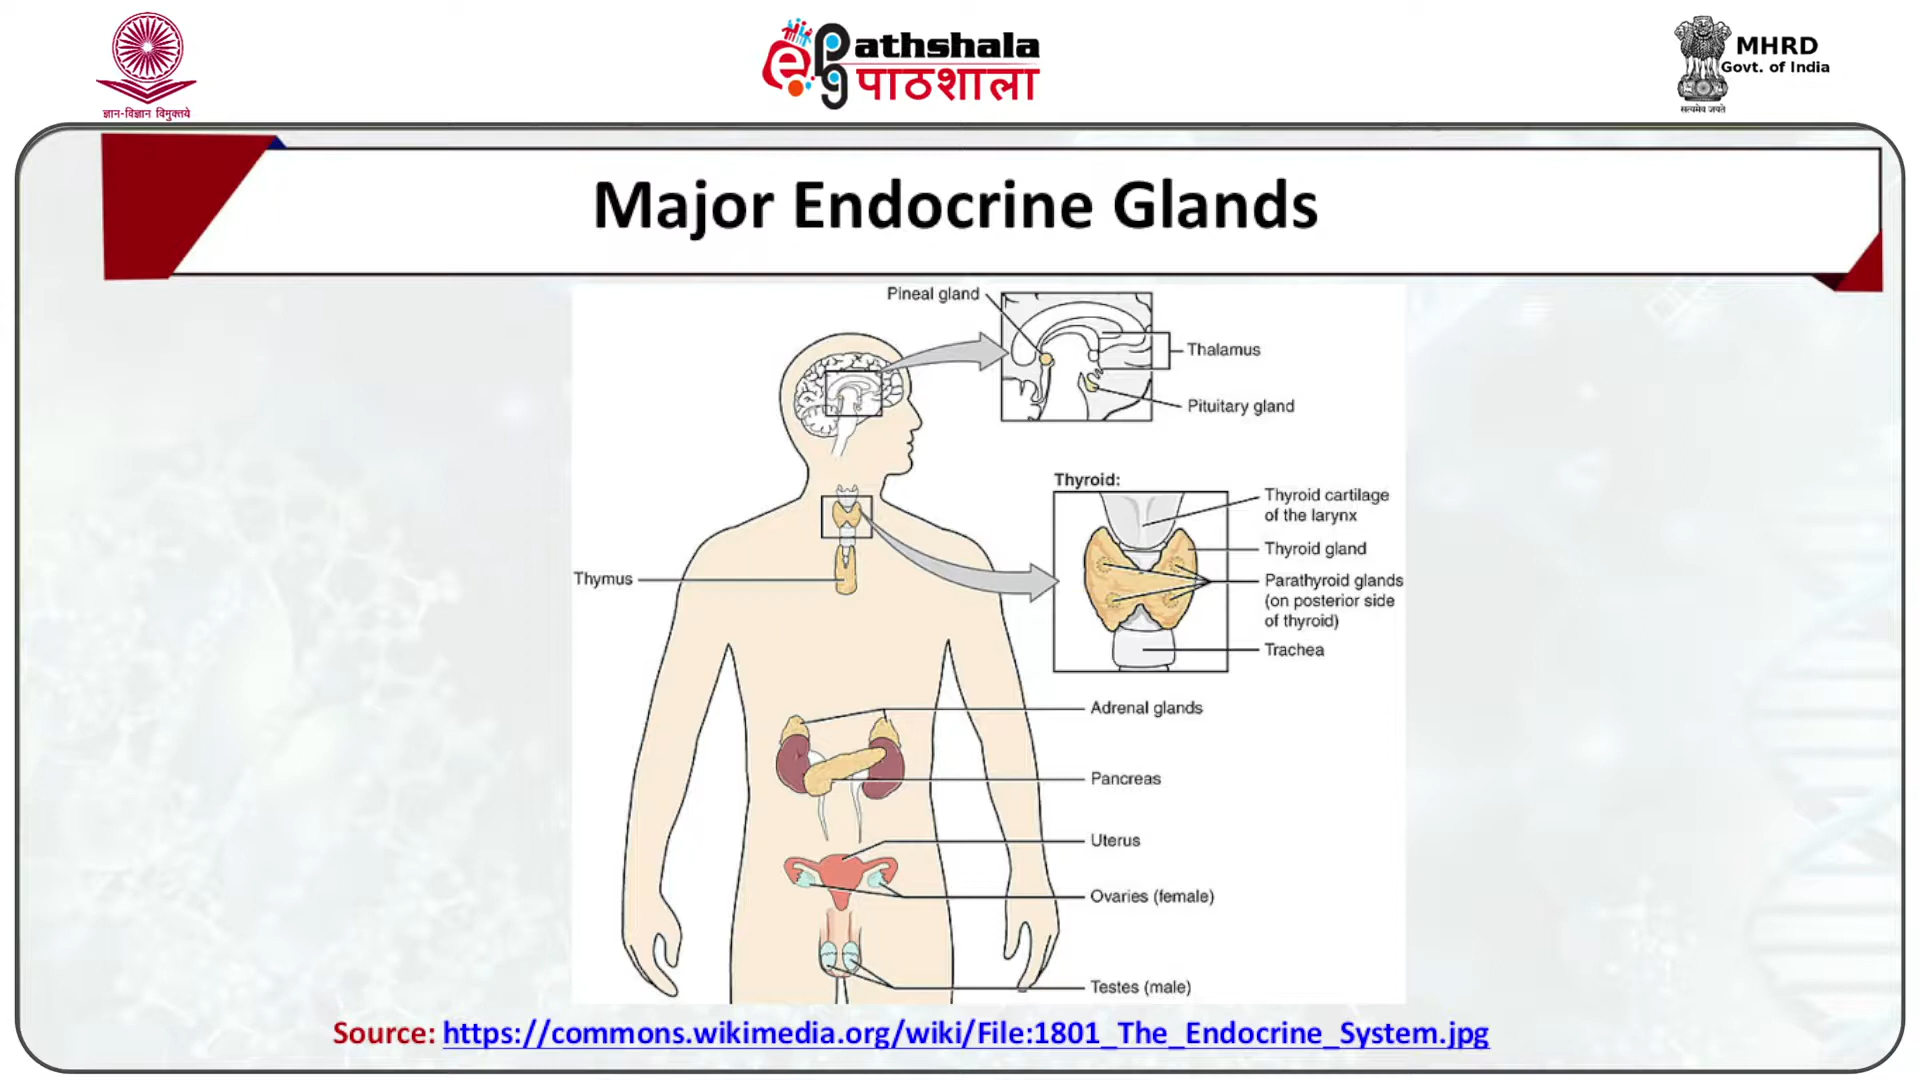 ज्ञान-विज्ञान विमुक्तये
ePG Pathshala
पाठशाला
MHRD
Govt. of India
सत्यमेव जयते
Major Endocrine Glands
Pineal gland
Thalamus
Pituitary gland
Thyroid:
Thyroid cartilage
of the larynx
Thyroid gland
Parathyroid glands
(on posterior side
of thyroid)
Trachea
Thymus
Adrenal glands
Pancreas
Uterus
Ovaries (female)
Testes (male)
Source: https://commons.wikimedia.org/wiki/File:1801_The_Endocrine_System.jpg